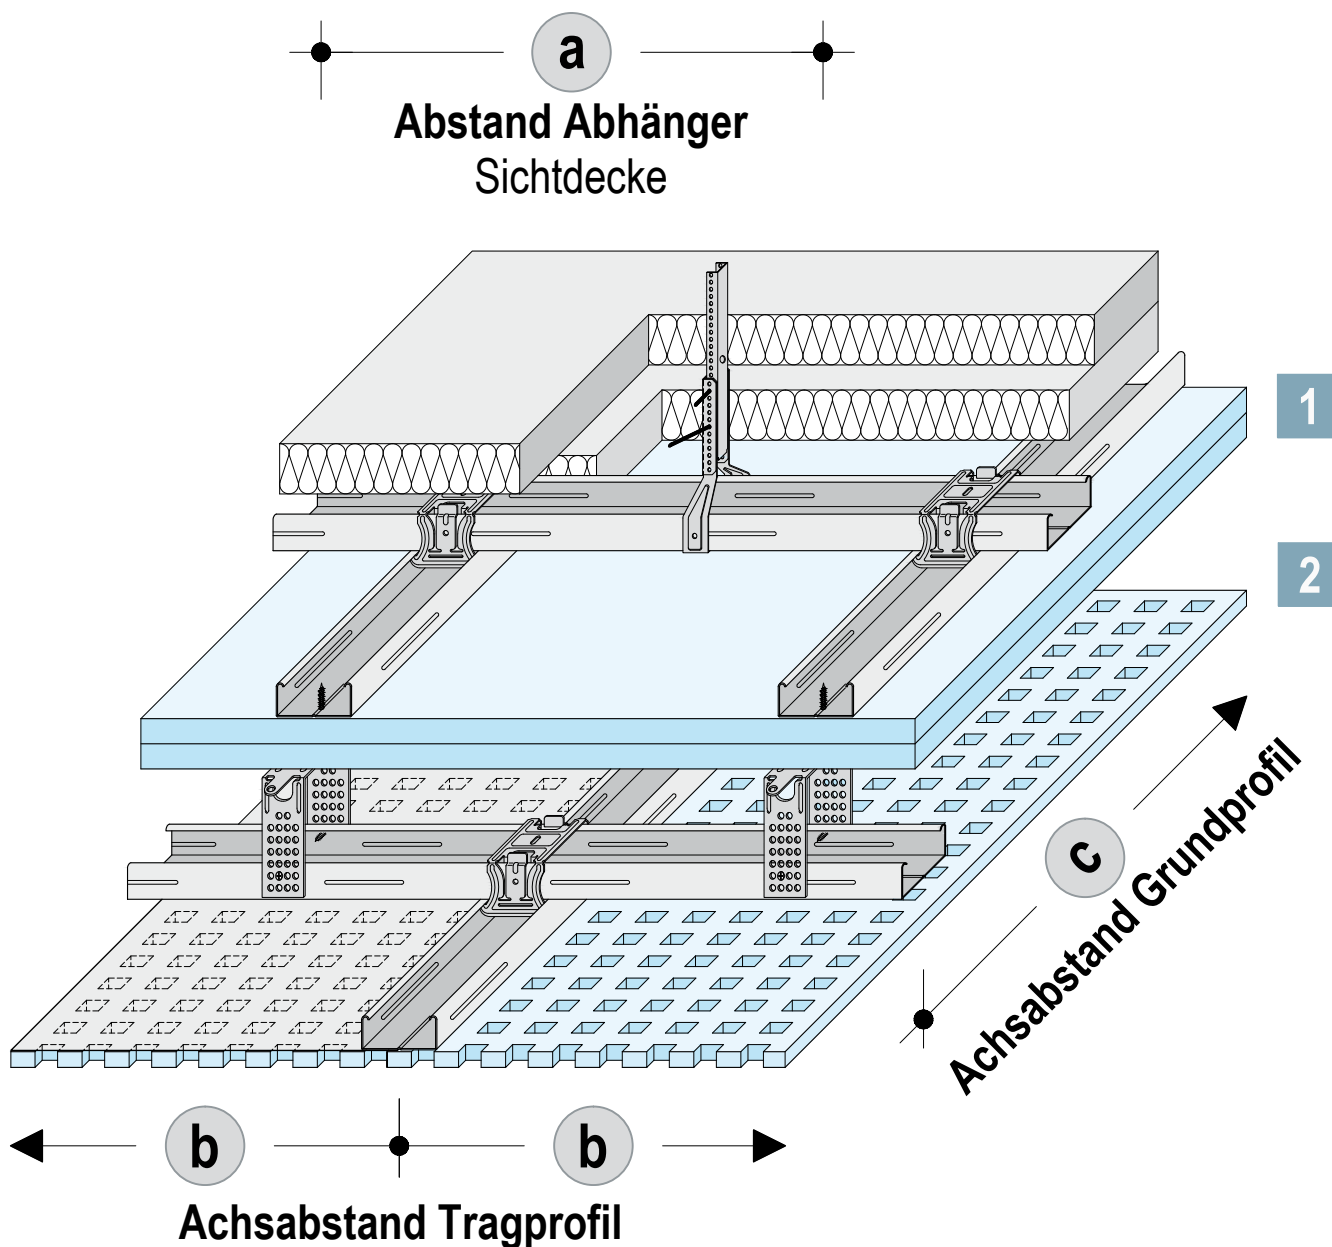 a
Abstand Abhänger
Sichtdecke
1
2
c
Achsabstand Grundprofil
b
b
Achsabstand Tragprofil